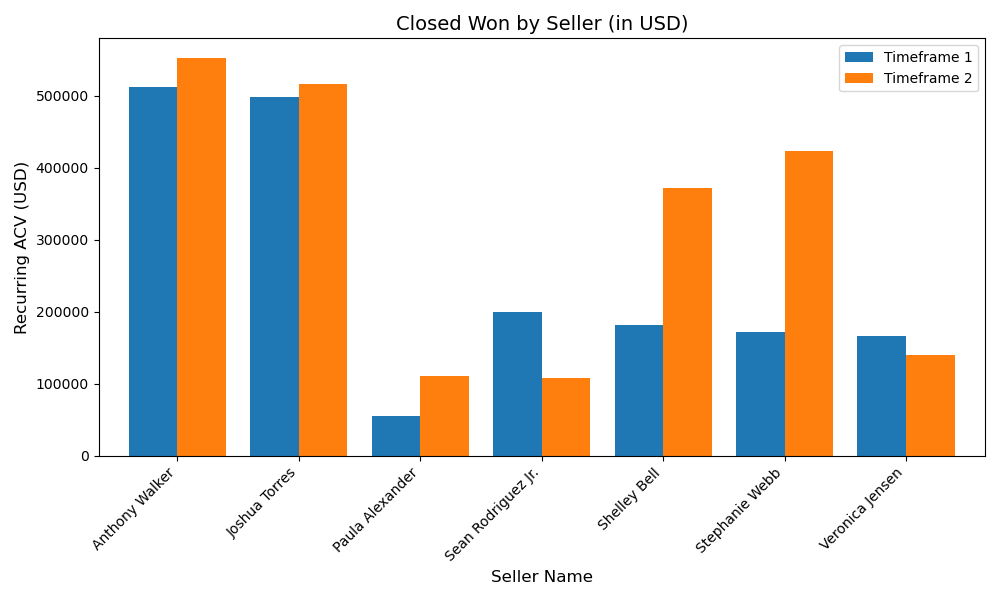 Closed Won by Seller (in USD)
Timeframe 1
Timeframe 2
Recurring ACV (USD)
500000
400000
300000
200000
100000
0
Anthony Walker
Joshua Torres
Paula Alexander
Sean Rodriguez Jr.
Shelley Bell
Stephanie Webb
Veronica Jensen
Seller Name